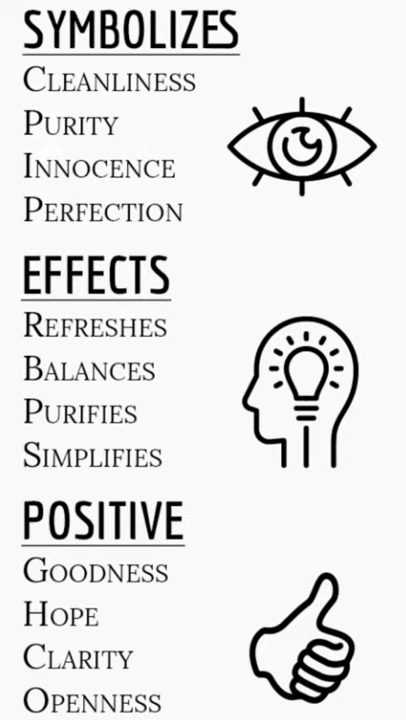 SYMBOLIZES
CLEANLINESS
PURITY
INNOCENCE
PERFECTION
EFFECTS
REFRESHES
BALANCES
PURIFIES
SIMPLIFIES
POSITIVE
GOODNESS
HOPE
CLARITY
OPENNESS